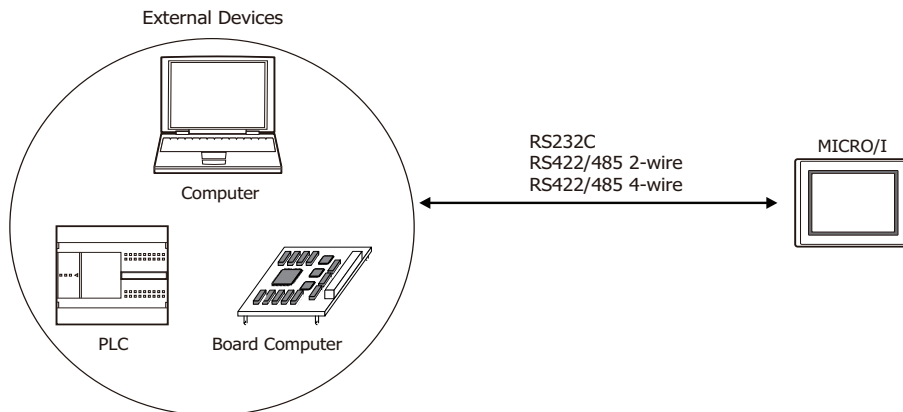 External Devices
Computer
PLC
Board Computer
RS232C
RS422/485 2-wire
RS422/485 4-wire
MICRO/I